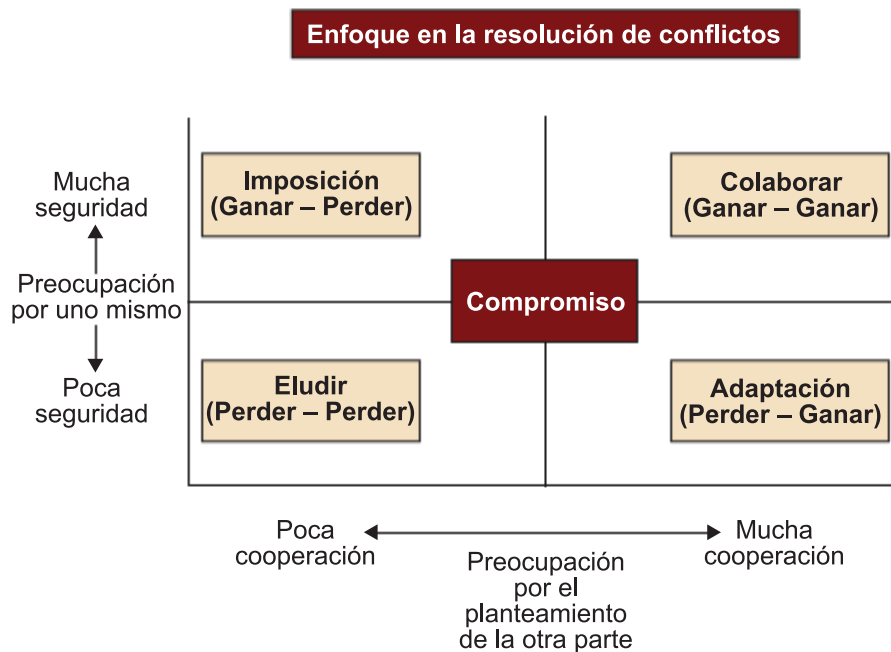 Enfoque en la resolución de conflictos
Mucha
seguridad
Imposición
(Ganar – Perder)
Colaborar
(Ganar – Ganar)
Preocupación
por uno mismo
Compromiso
Poca
seguridad
Eludir
(Perder – Perder)
Adaptación
(Perder – Ganar)
Poca
cooperación
Mucha
cooperación
Preocupación
por el
planteamiento
de la otra parte